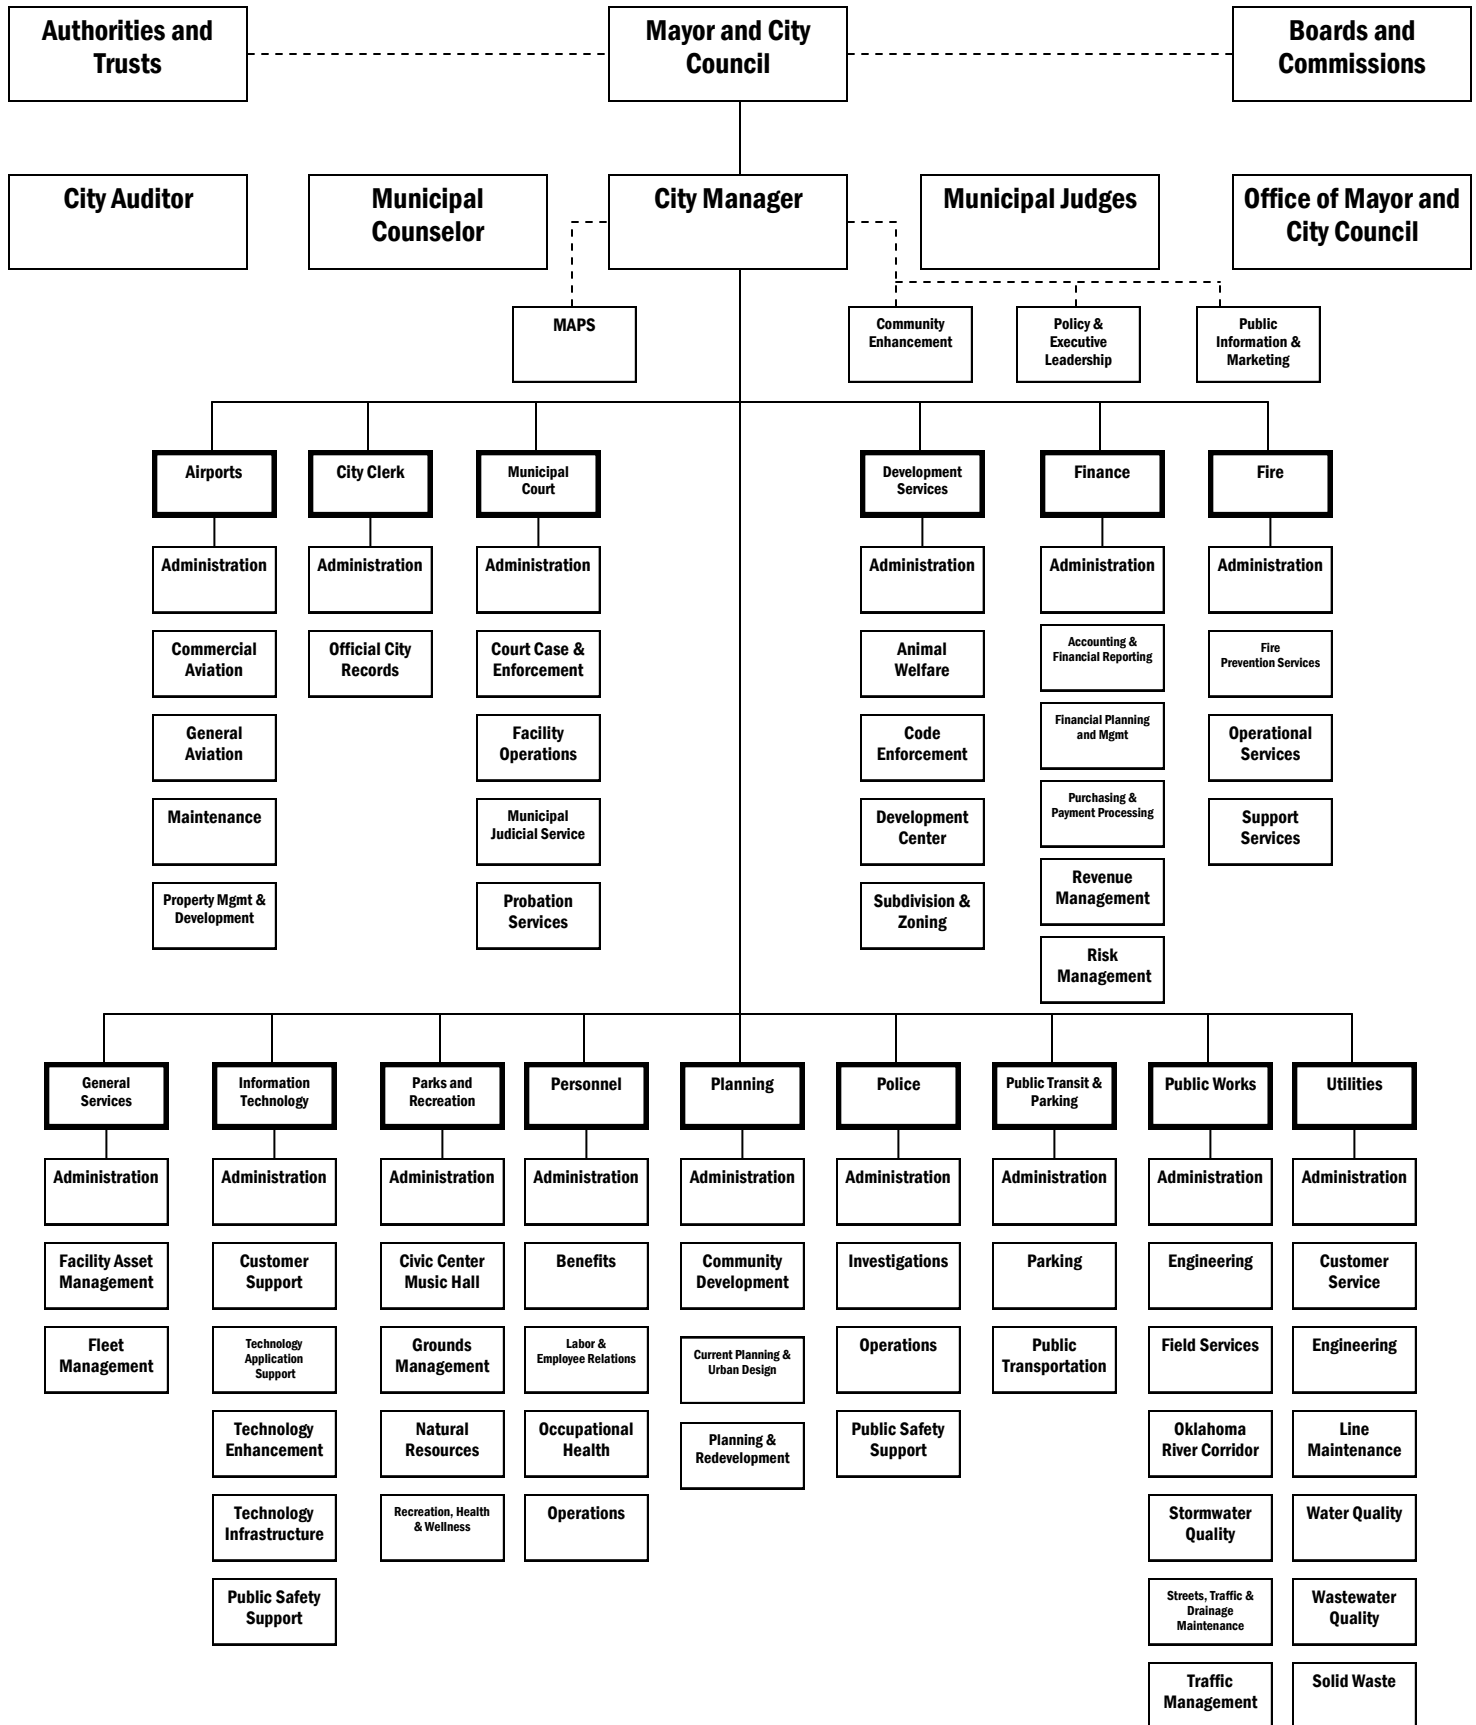 Authorities and
Trusts
Mayor and City
Council
Boards and
Commissions
City Auditor
Municipal
Counselor
City Manager
Municipal Judges
Office of Mayor and
City Council
MAPS
Community
Enhancement
Policy &
Executive
Leadership
Public
Information &
Marketing
Airports
City Clerk
Municipal
Court
Development
Services
Finance
Fire
Administration
Commercial
Aviation
General
Aviation
Maintenance
Property Mgmt &
Development
Administration
Official City
Records
Administration
Court Case &
Enforcement
Facility
Operations
Municipal
Judicial Service
Probation
Services
Administration
Animal
Welfare
Code
Enforcement
Development
Center
Subdivision &
Zoning
Administration
Accounting &
Financial Reporting
Financial Planning
and Mgmt
Purchasing &
Payment Processing
Revenue
Management
Risk
Management
Administration
Fire
Prevention Services
Operational
Services
Support
Services
General
Services
Information
Technology
Parks and
Recreation
Personnel
Planning
Police
Public Transit &
Parking
Public Works
Utilities
Administration
Facility Asset
Management
Fleet
Management
Administration
Customer
Support
Technology
Application
Support
Technology
Enhancement
Technology
Infrastructure
Public Safety
Support
Administration
Civic Center
Music Hall
Grounds
Management
Natural
Resources
Recreation, Health
& Wellness
Administration
Benefits
Labor &
Employee Relations
Occupational
Health
Operations
Administration
Community
Development
Current Planning &
Urban Design
Planning &
Redevelopment
Administration
Investigations
Operations
Public Safety
Support
Administration
Parking
Public
Transportation
Administration
Engineering
Field Services
Oklahoma
River Corridor
Stormwater
Quality
Streets, Traffic &
Drainage
Maintenance
Traffic
Management
Administration
Customer
Service
Engineering
Line
Maintenance
Water Quality
Wastewater
Quality
Solid Waste